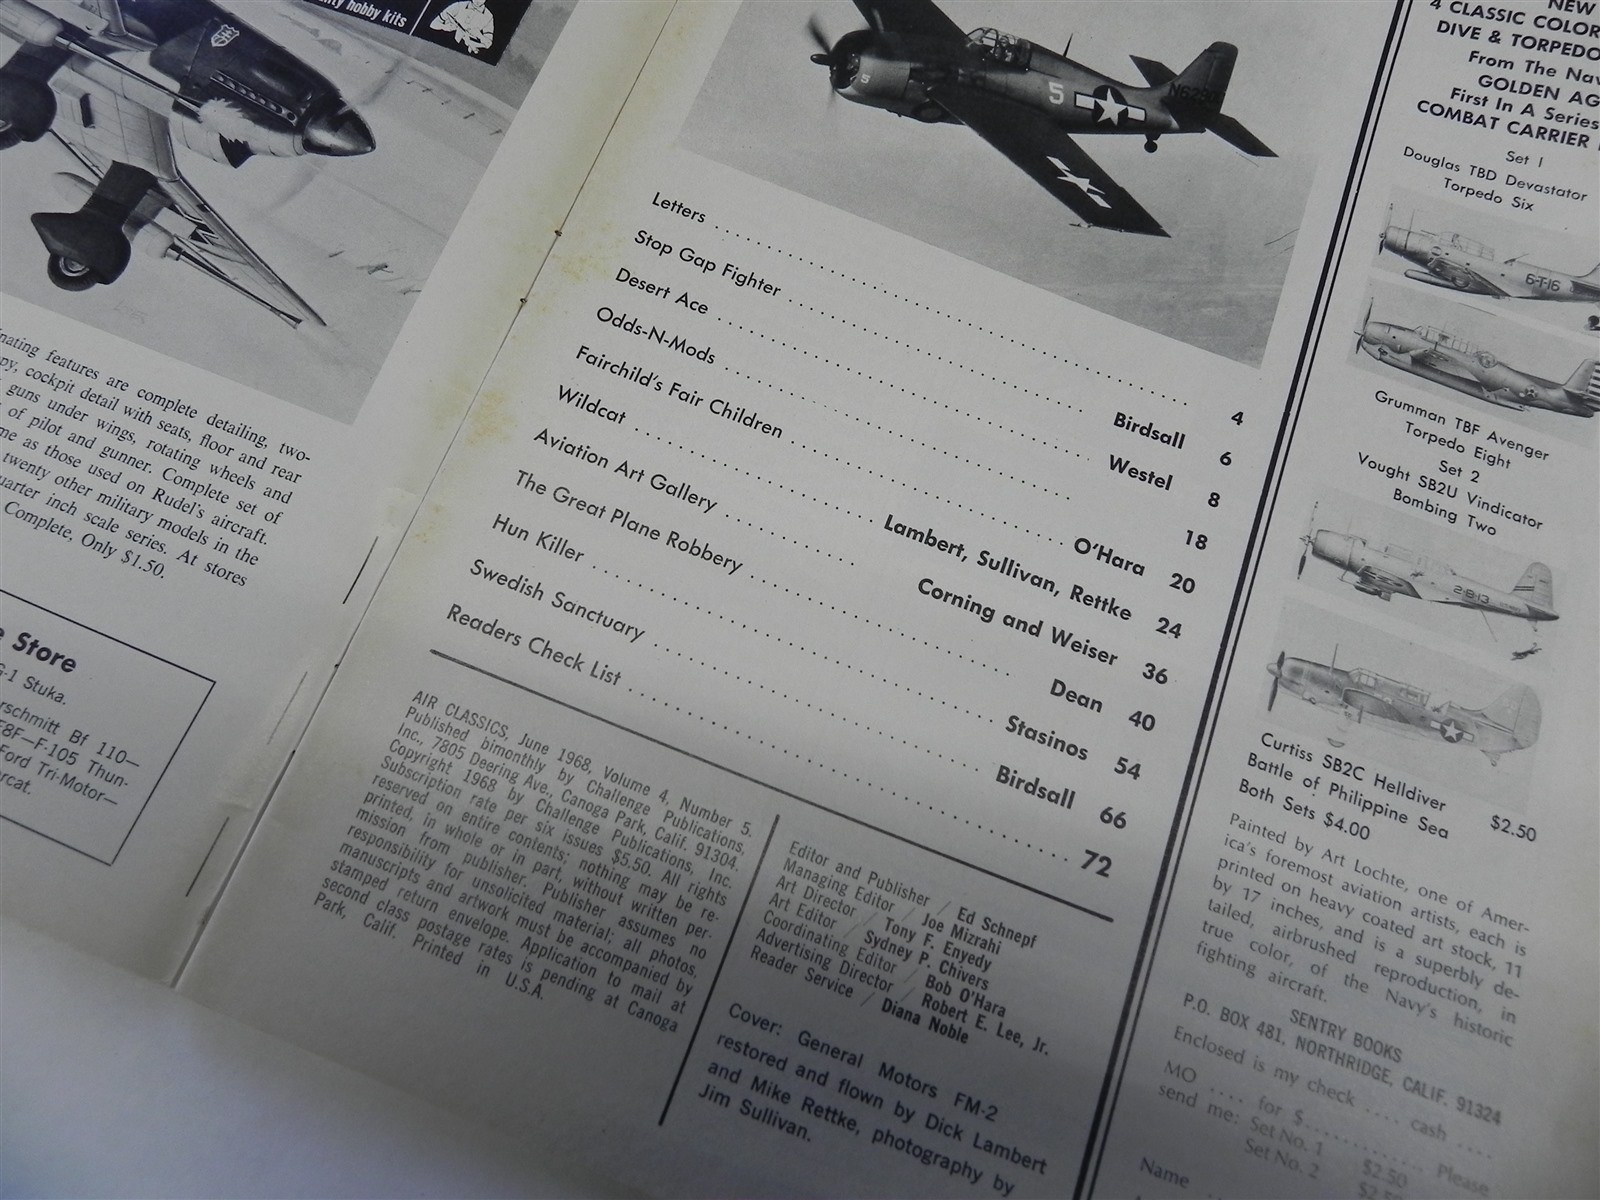 nty hobby kits
nating features are complete detailing, two-
py, cockpit detail with seats, floor and rear
guns under wings, rotating wheels and
of pilot and gunner. Complete set of
me as those used on Rudel's aircraft.
twenty other military models in the
uarter inch scale series. At stores
Complete, Only $1.50.
e Store
G-1 Stuka.
rschmitt Bf 110—
F8F—F-105 Thun-
Ford Tri-Motor—
rcat.
5
5
Letters . . . 4
Stop Gap Fighter . . . Birdsall 6
Desert Ace . . . Westel 8
Odds-N-Mods . . . 18
Fairchild's Fair Children . . . O'Hara 20
Wildcat . . . Lambert, Sullivan, Rettke 24
Aviation Art Gallery . . . Corning and Weiser 36
The Great Plane Robbery . . . Dean 40
Hun Killer . . . Stasinos 54
Swedish Sanctuary . . . Birdsall 66
Readers Check List . . . 72
AIR CLASSICS, June 1968, Volume 4, Number 5.
Published bimonthly by Challenge Publications,
Inc., 7805 Deering Ave., Canoga Park, Calif. 91304.
Copyright 1968 by Challenge Publications, Inc.
Subscription rate per six issues $5.50. All rights
reserved on entire contents; nothing may be re-
printed, in whole or in part, without written per-
mission from publisher. Publisher assumes no
responsibility for unsolicited material; all photos,
manuscripts and artwork must be accompanied by
stamped return envelope. Application to mail at
second class postage rates is pending at Canoga
Park, Calif. Printed in U.S.A.
Editor and Publisher / Ed Schnepf
Managing Editor / Joe Mizrahi
Art Director / Tony F. Enyedy
Art Editor / Sydney P. Chivers
Coordinating Editor / Bob O'Hara
Advertising Director / Robert E. Lee, Jr.
Reader Service / Diana Noble
Cover: General Motors FM-2
restored and flown by Dick Lambert
and Mike Rettke, photography by
Jim Sullivan.
NEW
4 CLASSIC COLOR
DIVE & TORPEDO
From The Nav
GOLDEN AG
First In A Series
COMBAT CARRIER
Set 1
Douglas TBD Devastator
Torpedo Six
6-T-16
Grumman TBF Avenger
Torpedo Eight
Set 2
Vought SB2U Vindicator
Bombing Two
2-B-13
Curtiss SB2C Helldiver
Battle of Philippine Sea
Both Sets $4.00 $2.50
Painted by Art Lochte, one of Amer-
ica's foremost aviation artists, each is
printed on heavy coated art stock, 11
by 17 inches, and is a superbly de-
tailed, airbrushed reproduction, in
true color, of the Navy's historic
fighting aircraft.
SENTRY BOOKS
P.O. BOX 481, NORTHRIDGE, CALIF. 91324
Enclosed is my check .... cash ....
MO .... for $............ Please
send me: Set No. 1 $2.50
Set No. 2
Name